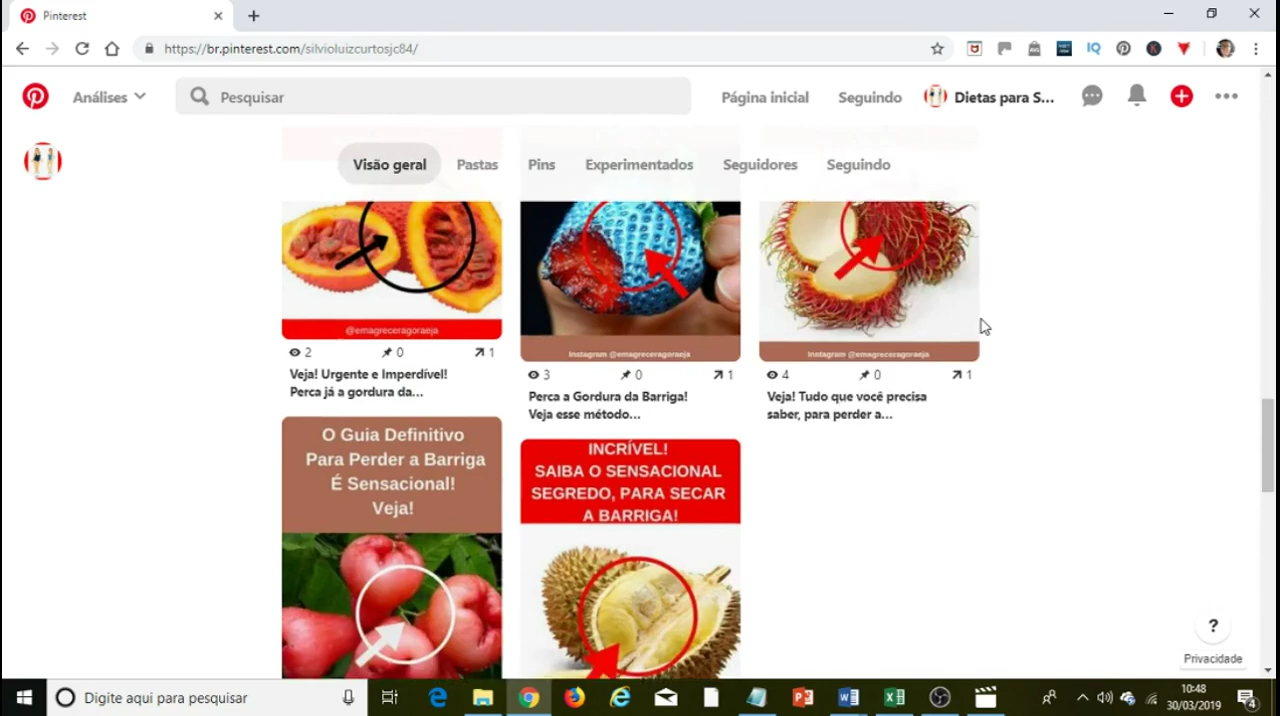 Pinterest
https://br.pinterest.com/silvioluizcurtosjc84/
IQ
Análises
Pesquisar
Página inicial
Seguindo
Dietas para S...
Visão geral
Pastas
Pins
Experimentados
Seguidores
Seguindo
@emagreceragoraeja
2
0
1
Veja! Urgente e Imperdível!
Perca já a gordura da...
Instagram @emagreceragoraeja
3
0
1
Perca a Gordura da Barriga!
Veja esse método...
Instagram @emagreceragoraeja
4
0
1
Veja! Tudo que você precisa
saber, para perder a...
O Guia Definitivo
Para Perder a Barriga
É Sensacional!
Veja!
INCRÍVEL!
SAIBA O SENSACIONAL
SEGREDO, PARA SECAR
A BARRIGA!
?
Privacidade
Digite aqui para pesquisar
10:48
30/03/2019
4